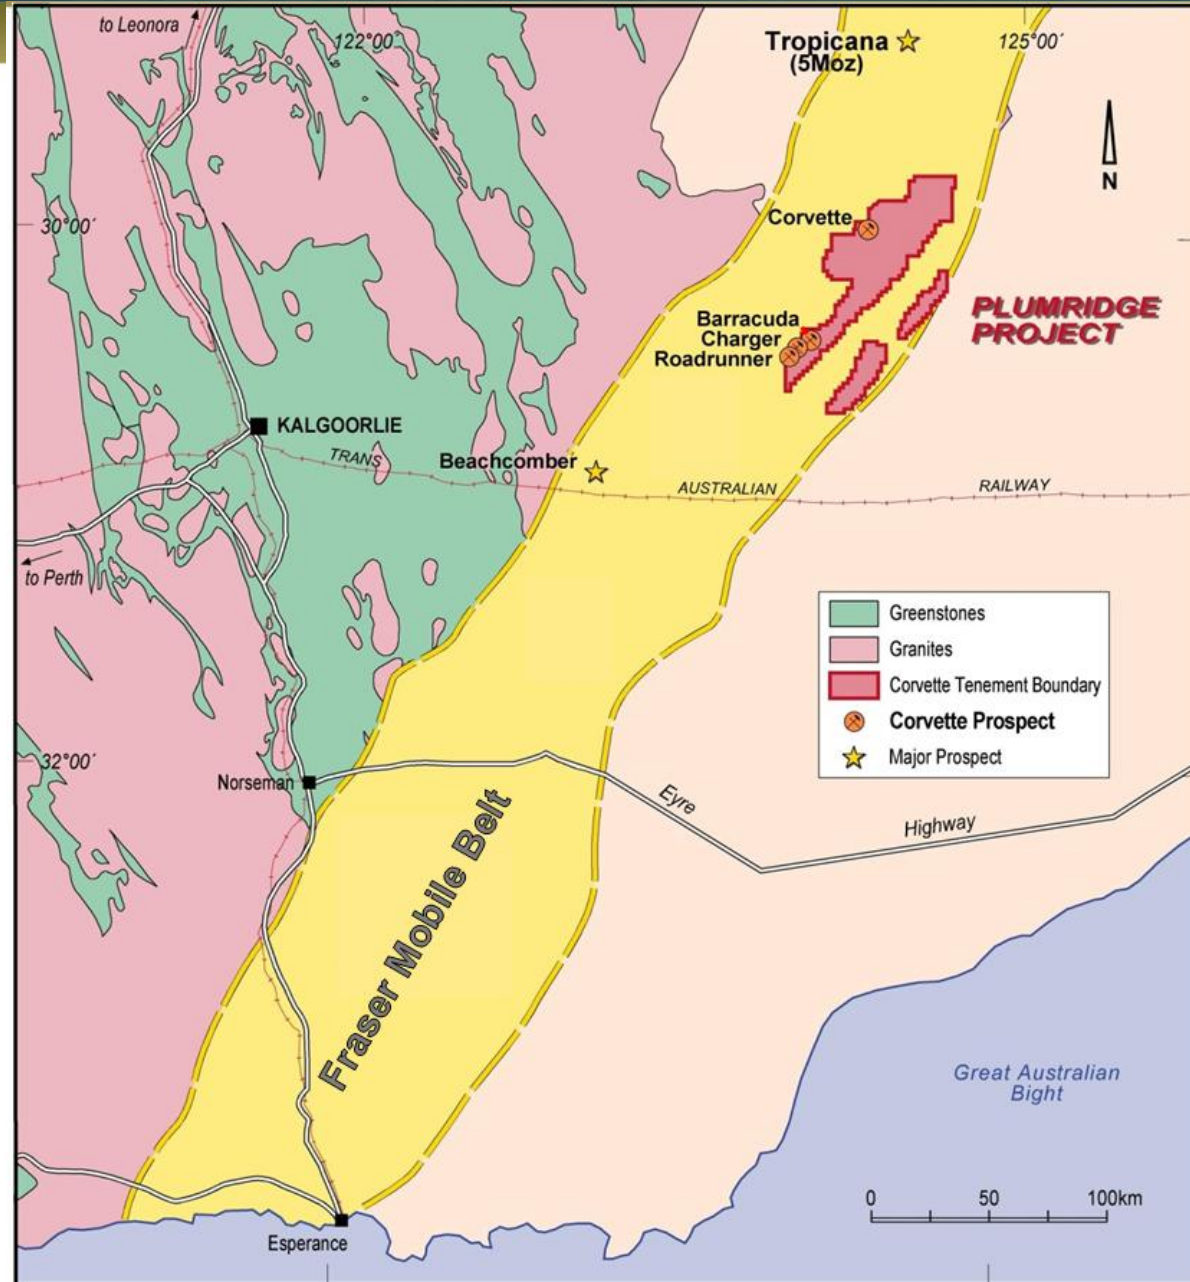 to Leonora
122°00´
Tropicana
(5Moz)
125°00´
N
30°00´
Corvette
PLUMRIDGE
PROJECT
Barracuda
Charger
Roadrunner
KALGOORLIE
TRANS
Beachcomber
AUSTRALIAN
RAILWAY
to Perth
Greenstones
Granites
Corvette Tenement Boundary
Corvette Prospect
Major Prospect
32°00´
Norseman
Eyre
Highway
Fraser Mobile Belt
Great Australian
Bight
0 50 100km
Esperance